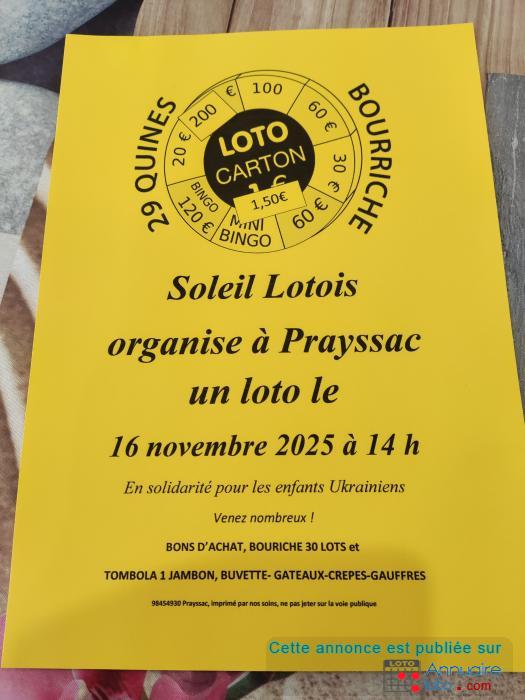 29 QUINES
BOURRICHE
20 €
200 €
100
60 €
30 €
60 €
MINI
BINGO
BINGO
120 €
LOTO
CARTON
1,50€
Soleil Lotois
organise à Prayssac
un loto le
16 novembre 2025 à 14 h
En solidarité pour les enfants Ukrainiens
Venez nombreux !
BONS D'ACHAT, BOURICHE 30 LOTS et
TOMBOLA 1 JAMBON, BUVETTE- GATEAUX-CREPES-GAUFFRES
98454930 Prayssac, imprimé par nos soins, ne pas jeter sur la voie publique
Cette annonce est publiée sur
LOTO
Annuaire
loto.com